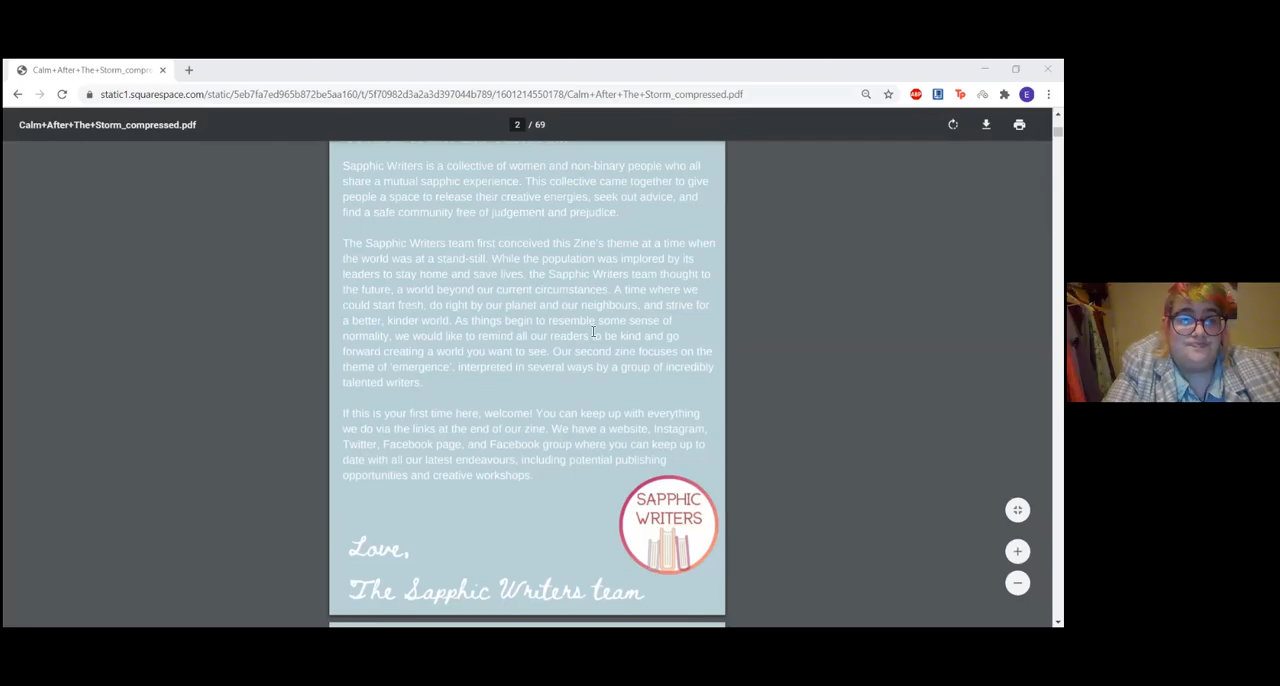 Calm+After+The+Storm_compre
static1.squarespace.com/static/5eb7fa7ed965b872be5aa160/t/5f70982d3a2a3d397044b789/1601214550178/Calm+After+The+Storm_compressed.pdf
ABP
Tp
E
Calm+After+The+Storm_compressed.pdf
2 / 69
Sapphic Writers is a collective of women and non-binary people who all
share a mutual sapphic experience. This collective came together to give
people a space to release their creative energies, seek out advice, and
find a safe community free of judgement and prejudice.
The Sapphic Writers team first conceived this Zine's theme at a time when
the world was at a stand-still. While the population was implored by its
leaders to stay home and save lives, the Sapphic Writers team thought to
the future, a world beyond our current circumstances. A time where we
could start fresh, do right by our planet and our neighbours, and strive for
a better, kinder world. As things begin to resemble some sense of
normality, we would like to remind all our readers to be kind and go
forward creating a world you want to see. Our second zine focuses on the
theme of 'emergence', interpreted in several ways by a group of incredibly
talented writers.
If this is your first time here, welcome! You can keep up with everything
we do via the links at the end of our zine. We have a website, Instagram,
Twitter, Facebook page, and Facebook group where you can keep up to
date with all our latest endeavours, including potential publishing
opportunities and creative workshops.
SAPPHIC
WRITERS
Love,
The Sapphic Writers team